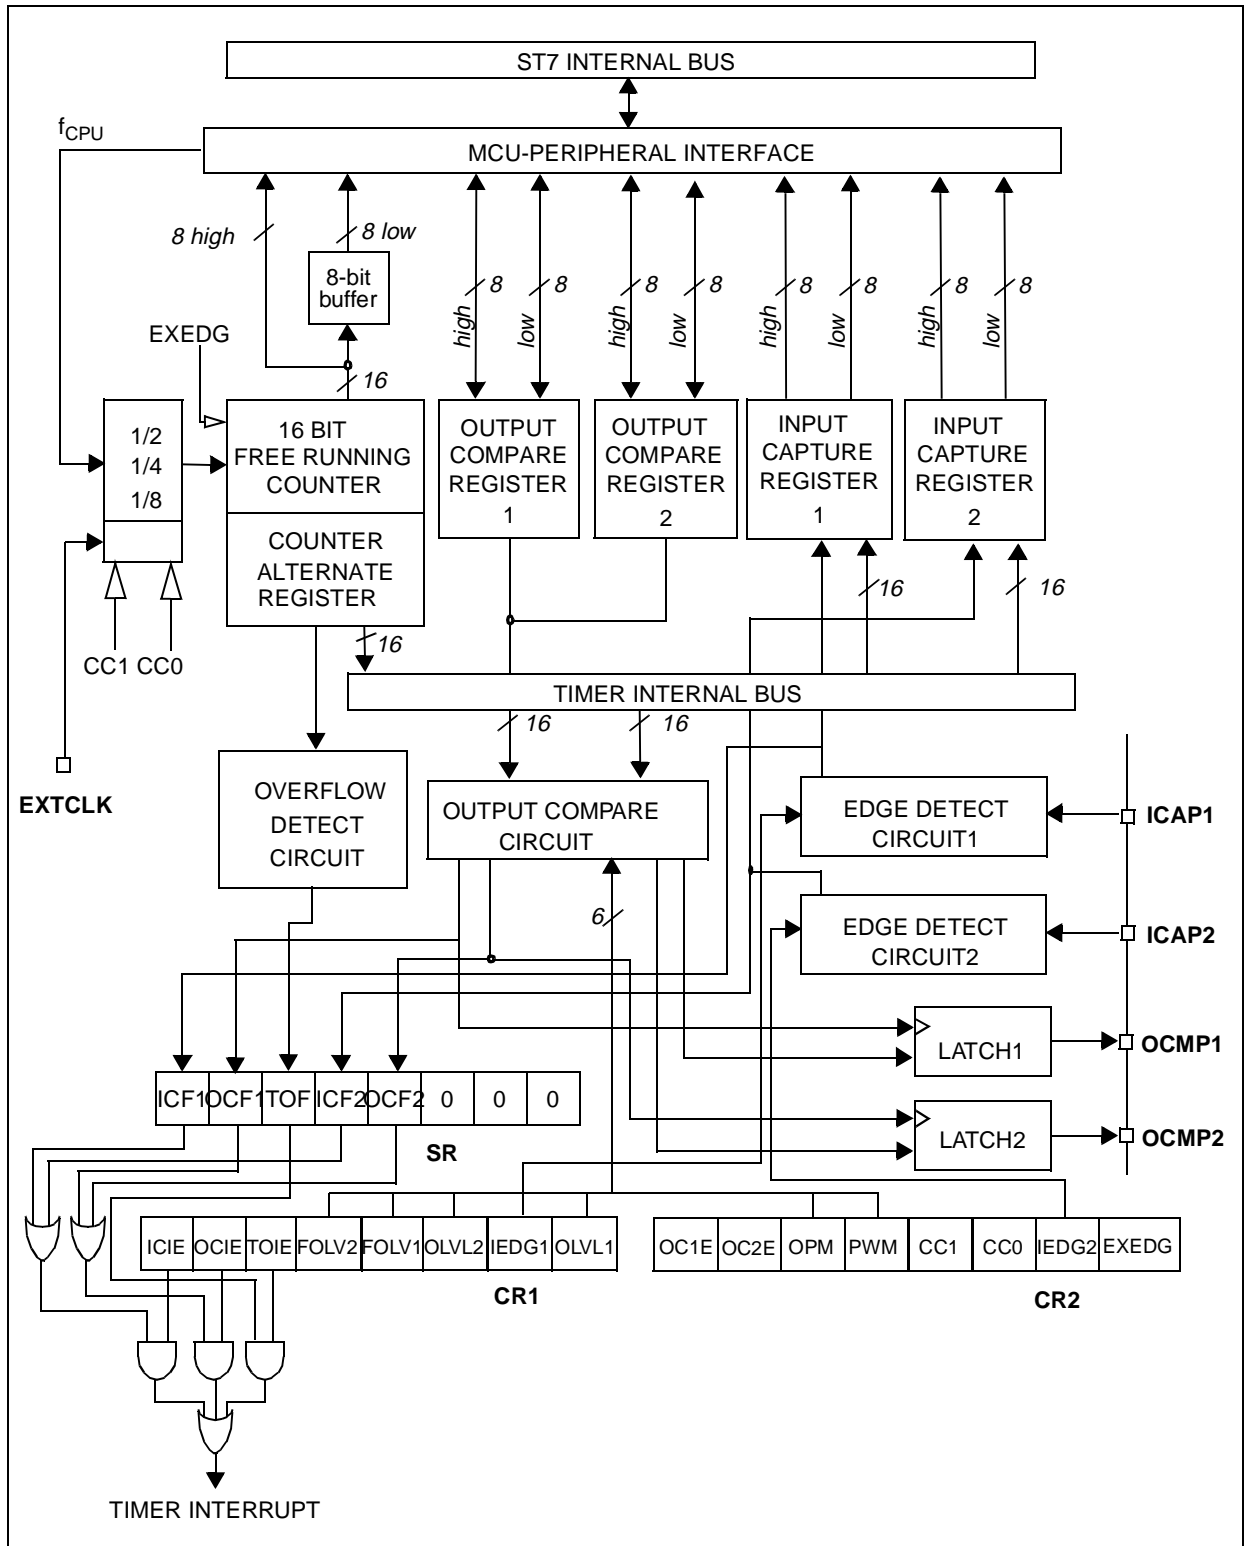 ST7 INTERNAL BUS
fCPU
MCU-PERIPHERAL INTERFACE
8 high
8 low
8-bit
buffer
high
8
low
8
high
8
low
8
high
8
low
8
high
8
low
8
EXEDG
16
1/2
1/4
1/8
16 BIT
FREE RUNNING
COUNTER
OUTPUT
COMPARE
REGISTER
1
OUTPUT
COMPARE
REGISTER
2
INPUT
CAPTURE
REGISTER
1
INPUT
CAPTURE
REGISTER
2
COUNTER
ALTERNATE
REGISTER
16
16
16
CC1 CC0
TIMER INTERNAL BUS
16
16
EXTCLK
OVERFLOW
DETECT
CIRCUIT
OUTPUT COMPARE
CIRCUIT
EDGE DETECT
CIRCUIT1
ICAP1
6
EDGE DETECT
CIRCUIT2
ICAP2
LATCH1
OCMP1
LATCH2
OCMP2
ICF1 OCF1 TOF ICF2 OCF2 0 0 0
SR
ICIE OCIE TOIE FOLV2 FOLV1 OLVL2 IEDG1 OLVL1
CR1
OC1E OC2E OPM PWM CC1 CC0 IEDG2 EXEDG
CR2
TIMER INTERRUPT